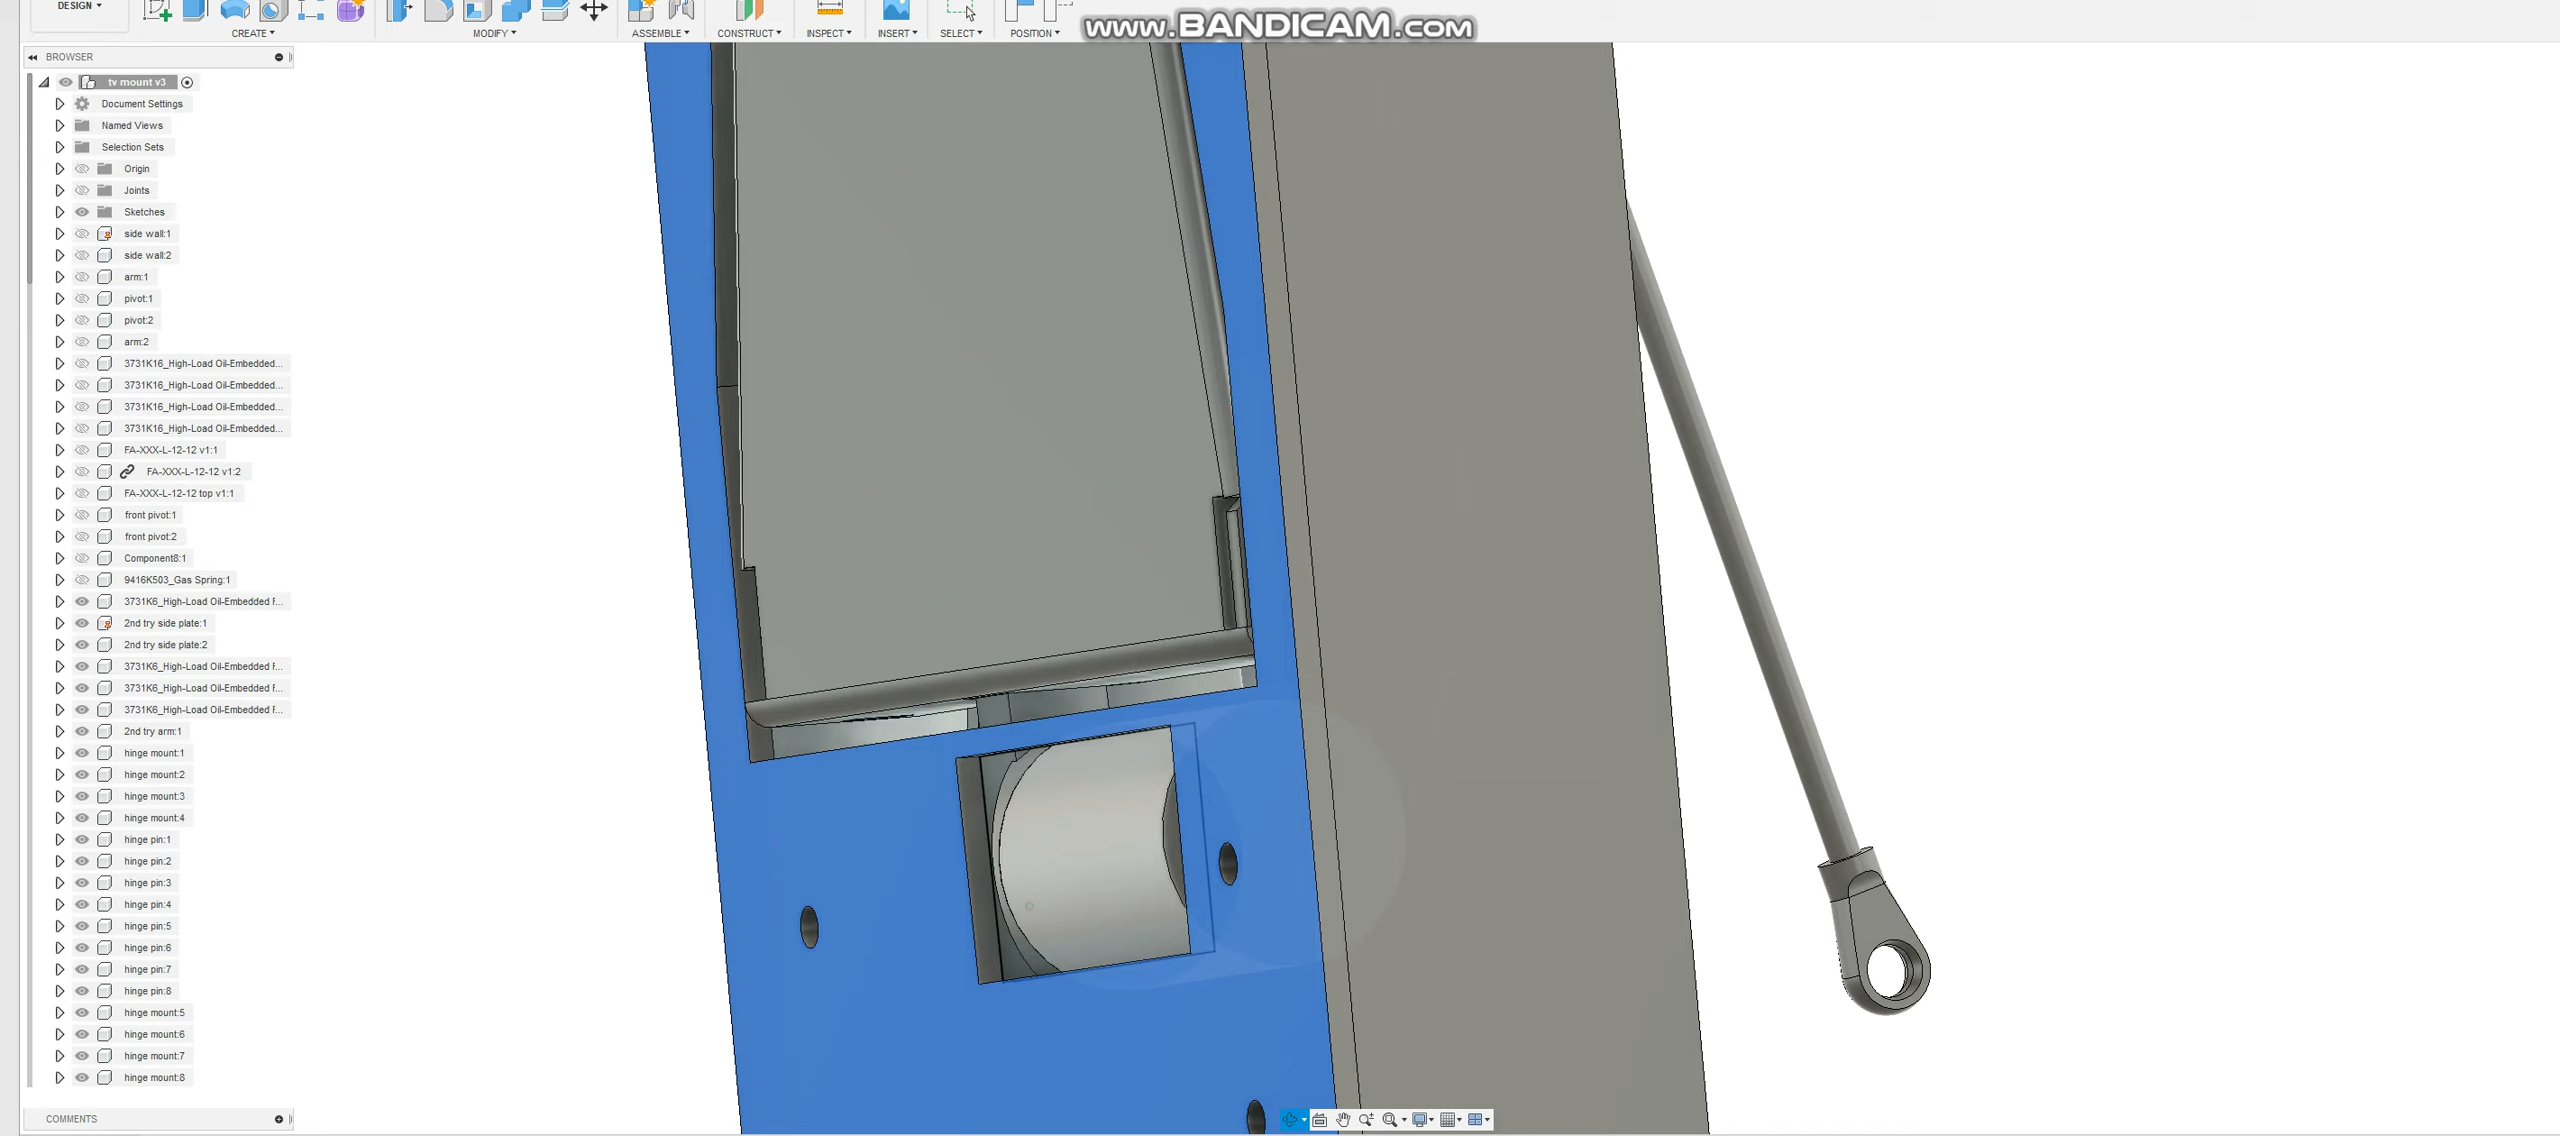 DESIGN
CREATE
MODIFY
ASSEMBLE
CONSTRUCT
INSPECT
INSERT
SELECT
POSITION
www.BANDICAM.com
BROWSER
tv mount v3
Document Settings
Named Views
Selection Sets
Origin
Joints
Sketches
side wall:1
side wall:2
arm:1
pivot:1
pivot:2
arm:2
3731K16_High-Load Oil-Embedded...
3731K16_High-Load Oil-Embedded...
3731K16_High-Load Oil-Embedded...
3731K16_High-Load Oil-Embedded...
FA-XXX-L-12-12 v1:1
FA-XXX-L-12-12 v1:2
FA-XXX-L-12-12 top v1:1
front pivot:1
front pivot:2
Component8:1
9416K503_Gas Spring:1
3731K6_High-Load Oil-Embedded F...
2nd try side plate:1
2nd try side plate:2
3731K6_High-Load Oil-Embedded F...
3731K6_High-Load Oil-Embedded F...
3731K6_High-Load Oil-Embedded F...
2nd try arm:1
hinge mount:1
hinge mount:2
hinge mount:3
hinge mount:4
hinge pin:1
hinge pin:2
hinge pin:3
hinge pin:4
hinge pin:5
hinge pin:6
hinge pin:7
hinge pin:8
hinge mount:5
hinge mount:6
hinge mount:7
hinge mount:8
COMMENTS